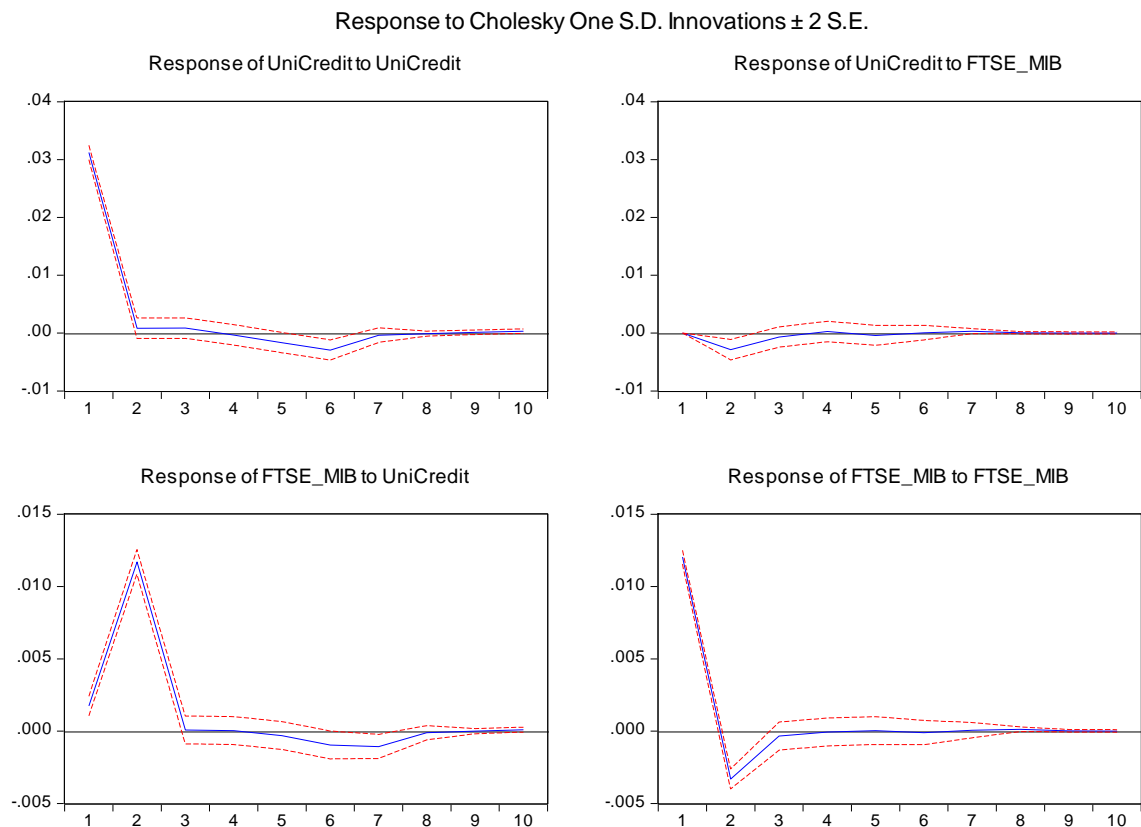 Response to Cholesky One S.D. Innovations ± 2 S.E.
Response of UniCredit to UniCredit
.04
.03
.02
.01
.00
-.01
1 2 3 4 5 6 7 8 9 10
Response of UniCredit to FTSE_MIB
.04
.03
.02
.01
.00
-.01
1 2 3 4 5 6 7 8 9 10
Response of FTSE_MIB to UniCredit
.015
.010
.005
.000
-.005
1 2 3 4 5 6 7 8 9 10
Response of FTSE_MIB to FTSE_MIB
.015
.010
.005
.000
-.005
1 2 3 4 5 6 7 8 9 10